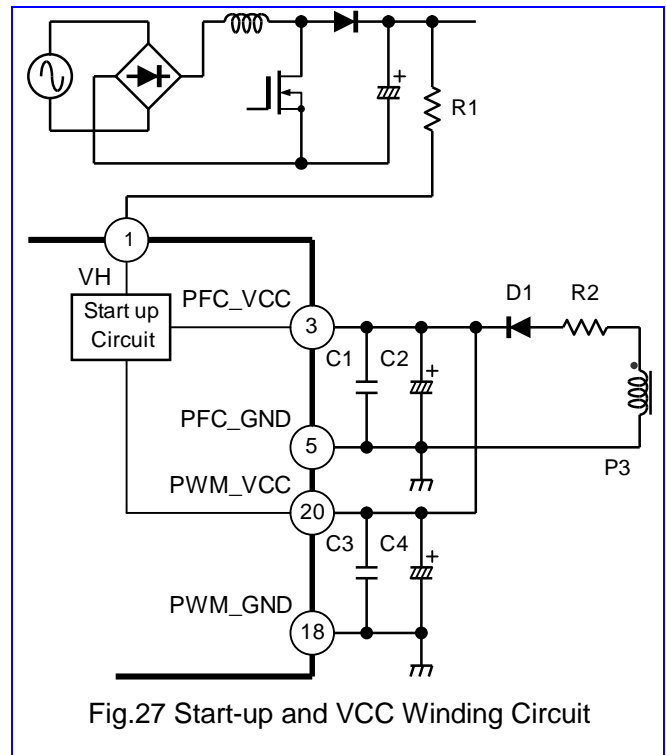 R1
1
VH
PFC_VCC
D1
R2
Start up
Circuit
3
C1
C2
PFC_GND
5
P3
PWM_VCC
20
C3
C4
PWM_GND
18
Fig.27 Start-up and VCC Winding Circuit